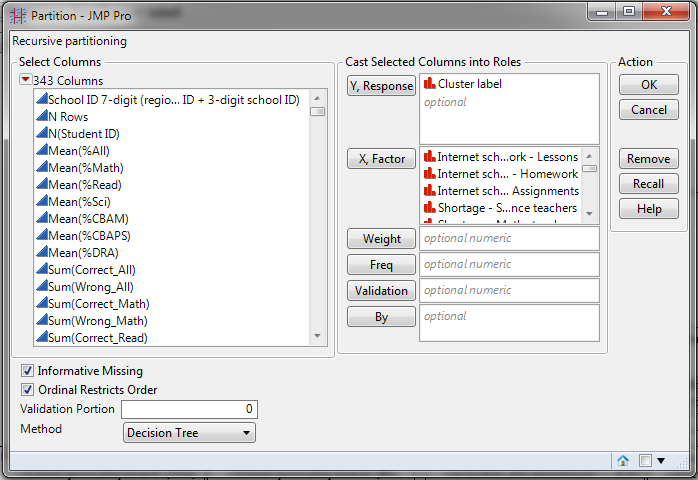 Partition - JMP Pro
Recursive partitioning
Select Columns
343 Columns
School ID 7-digit (regio... ID + 3-digit school ID)
N Rows
N(Student ID)
Mean(%All)
Mean(%Math)
Mean(%Read)
Mean(%Sci)
Mean(%CBAM)
Mean(%CBAPS)
Mean(%DRA)
Sum(Correct_All)
Sum(Wrong_All)
Sum(Correct_Math)
Sum(Wrong_Math)
Sum(Correct_Read)
Cast Selected Columns into Roles
Y, Response
Cluster label
optional
X, Factor
Internet sch...ork - Lessons
Internet sch... - Homework
Internet sch... Assignments
Shortage - S...nce teachers
Weight
optional numeric
Freq
optional numeric
Validation
optional numeric
By
optional
Action
OK
Cancel
Remove
Recall
Help
Informative Missing
Ordinal Restricts Order
Validation Portion
0
Method
Decision Tree